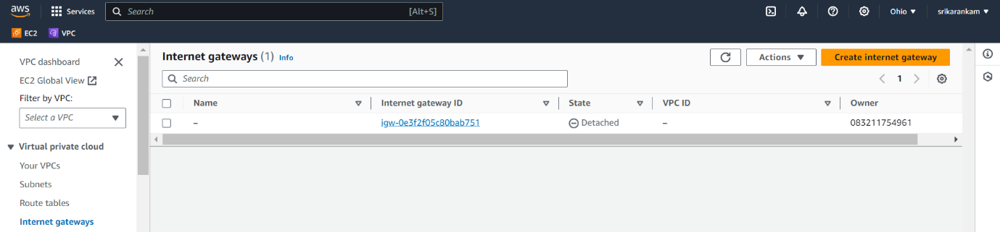 aws Services Search [Alt+S] Ohio ▼ srikarankam ▼
EC2 VPC
VPC dashboard
EC2 Global View
Filter by VPC:
Select a VPC
Virtual private cloud
Your VPCs
Subnets
Route tables
Internet gateways
Internet gateways (1) Info
Actions ▼ Create internet gateway
Search
1
Name Internet gateway ID State VPC ID Owner
– igw-0e3f2f05c80bab751 Detached – 083211754961